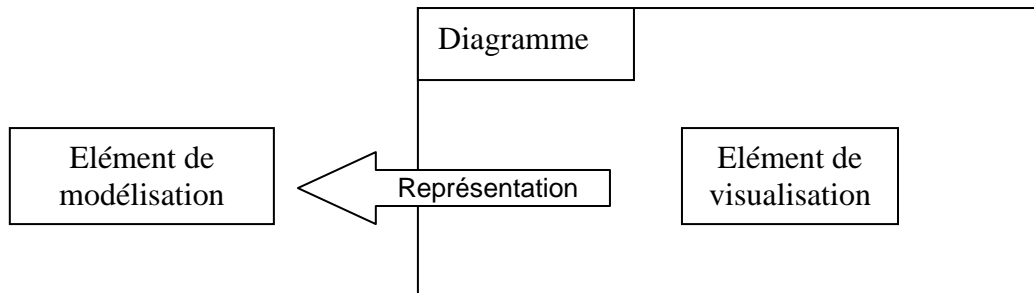 Diagramme
Elément de
modélisation
Représentation
Elément de
visualisation